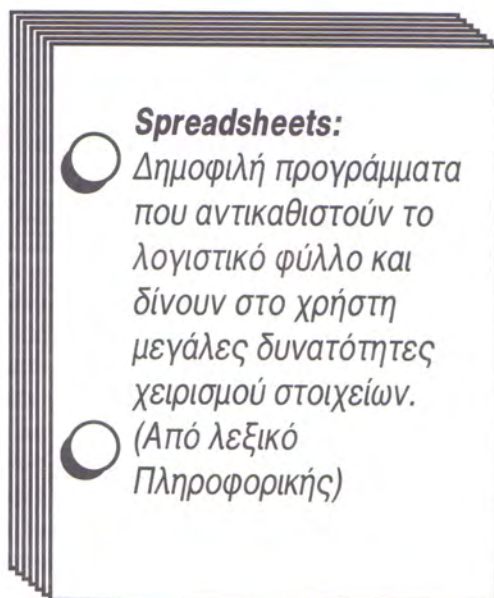 Spreadsheets:
Δημοφιλή προγράμματα
που αντικαθιστούν το
λογιστικό φύλλο και
δίνουν στο χρήστη
μεγάλες δυνατότητες
χειρισμού στοιχείων.
(Από λεξικό
Πληροφορικής)